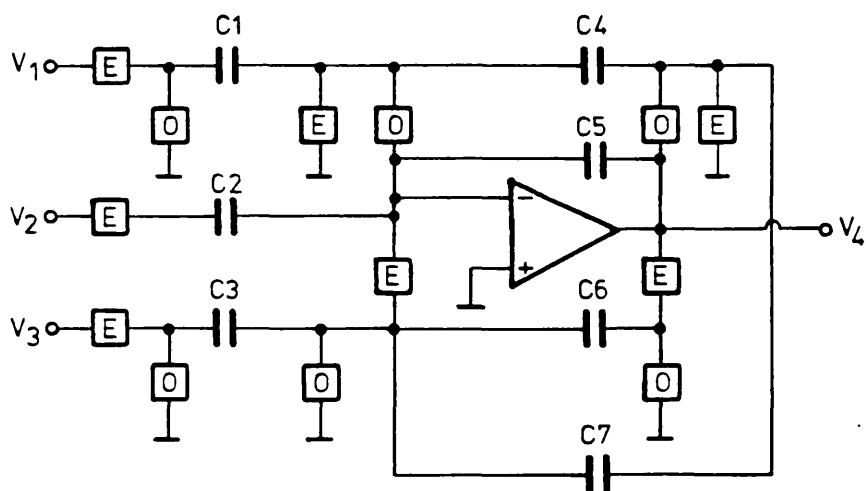 C1 C4
V1 E
O E O O E
C5
C2
V2 E
− V4
+
E E
C3 C6
V3 E
O O O
C7